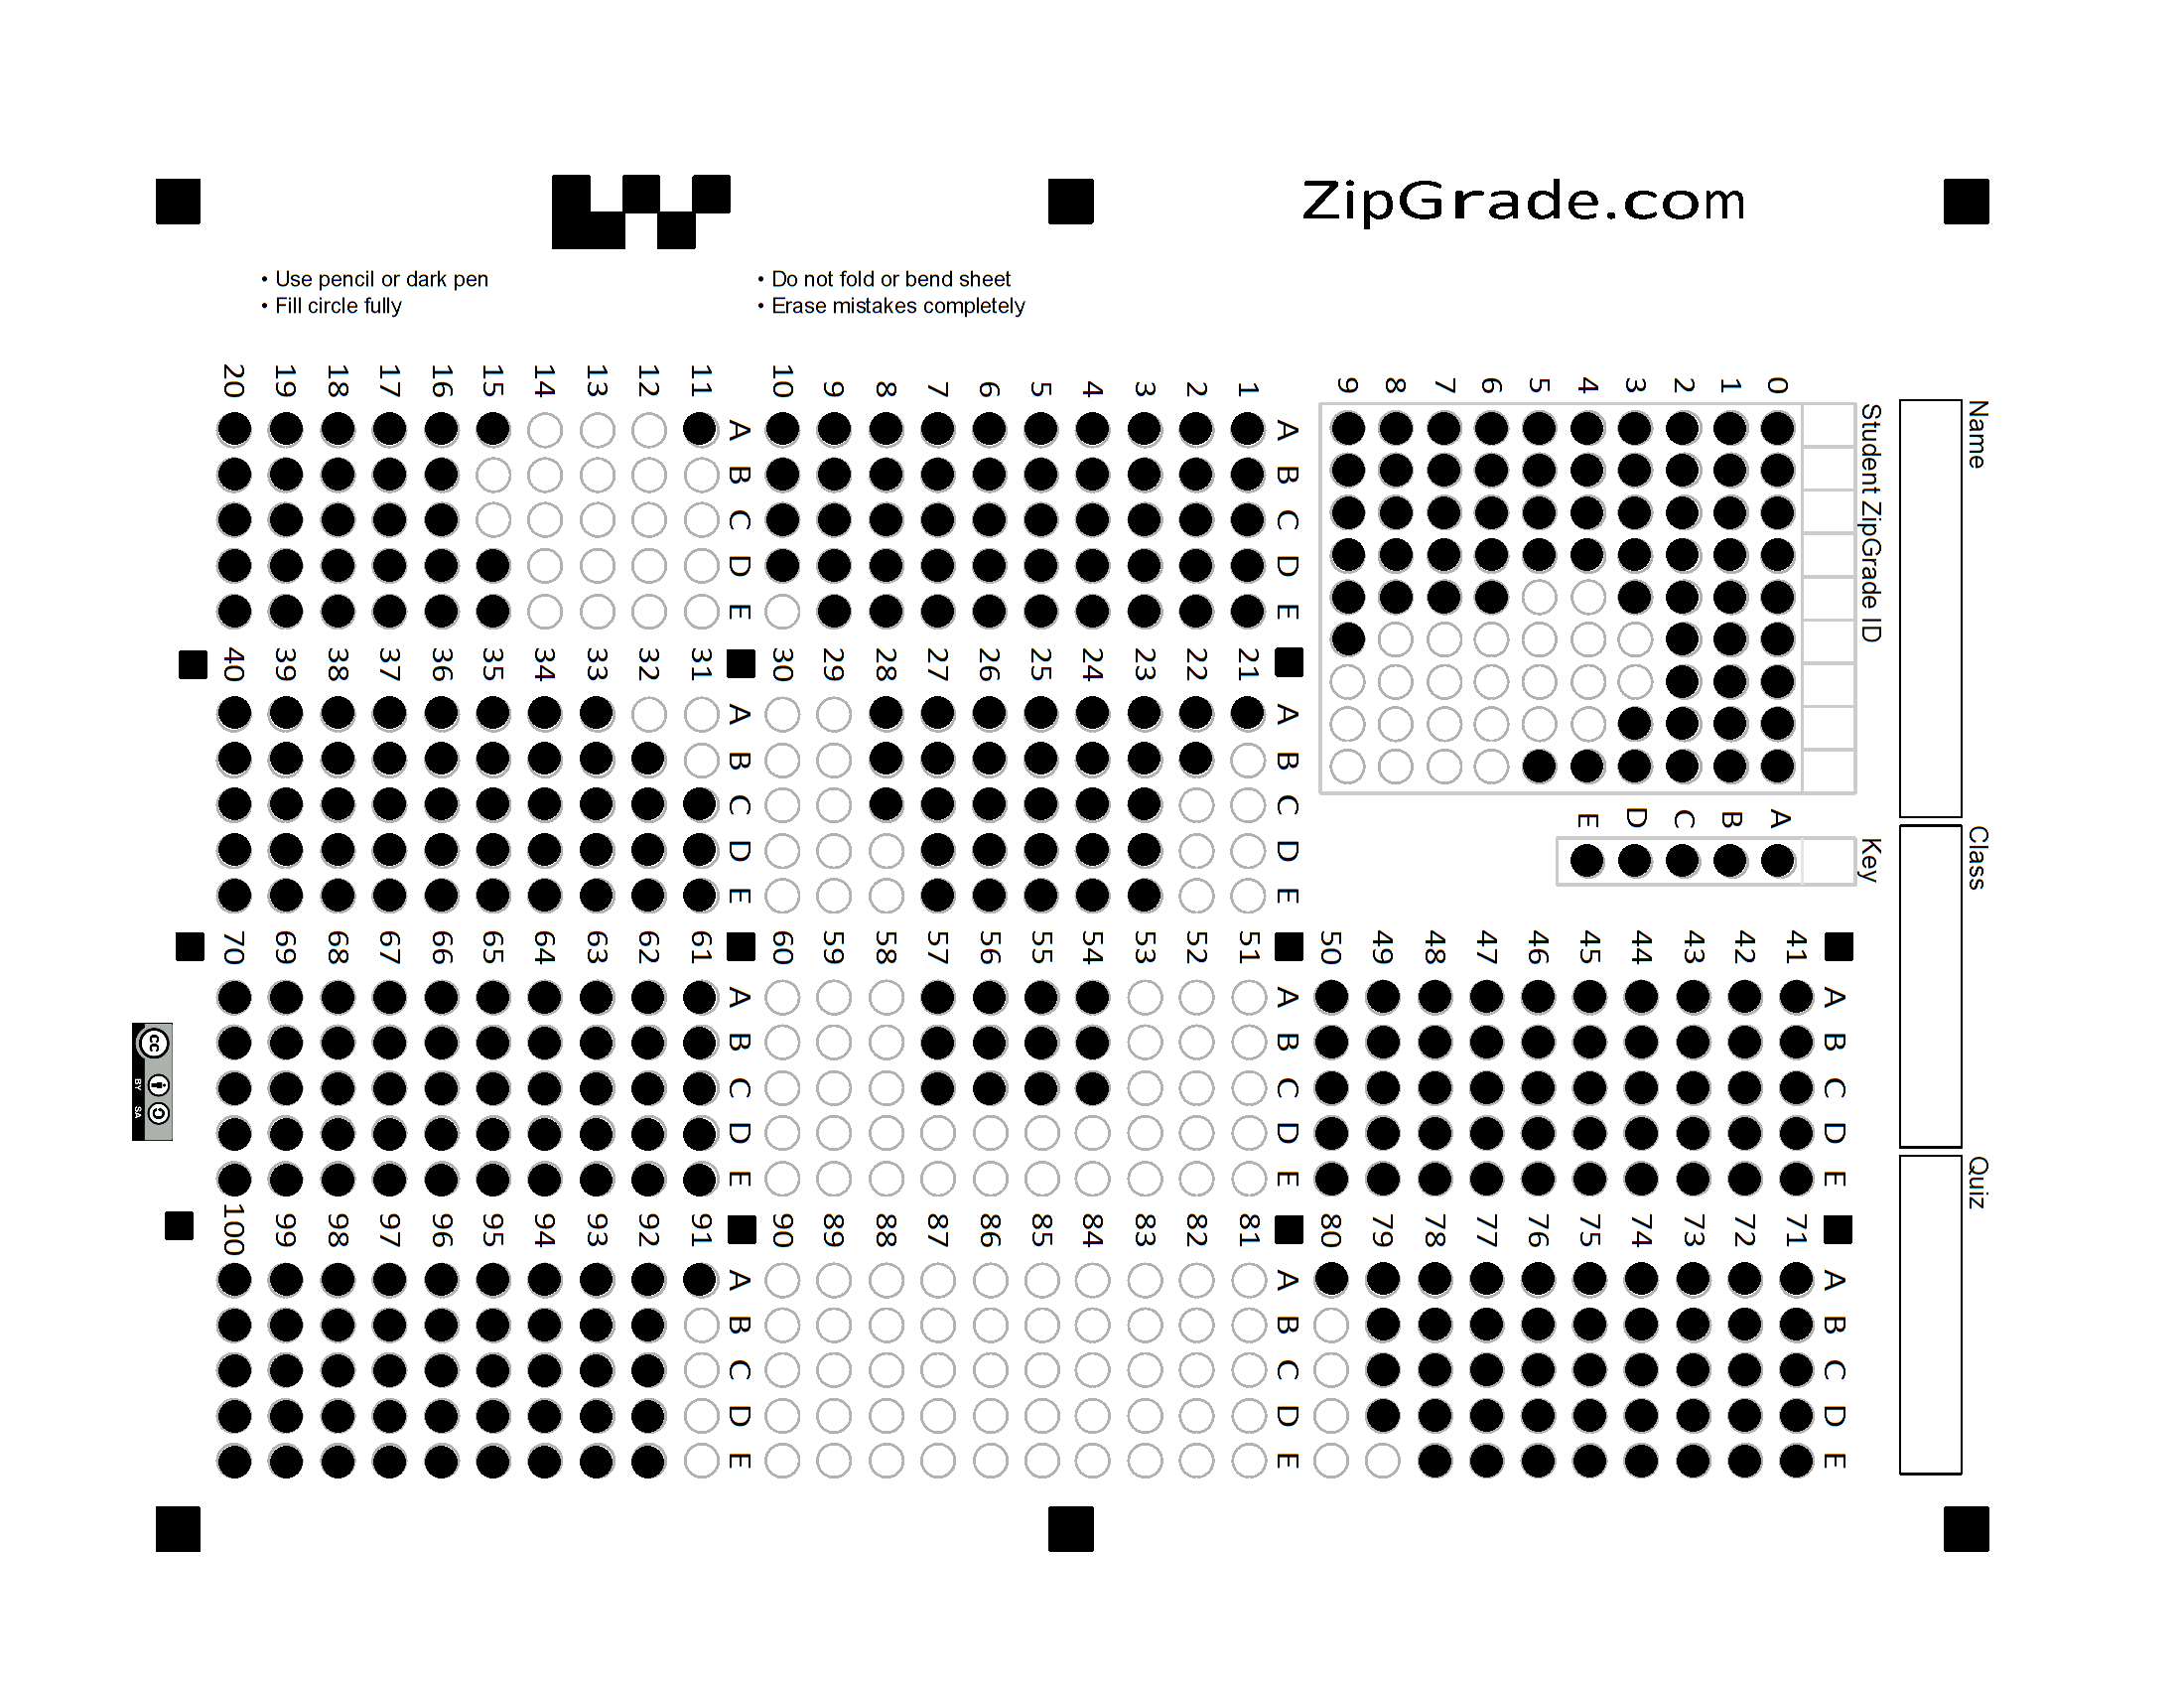 ZipGrade.com
• Use pencil or dark pen
• Fill circle fully
• Do not fold or bend sheet
• Erase mistakes completely
Name
Class
Quiz
Student ZipGrade ID
0 1 2 3 4 5 6 7 8 9
Key
A B C D E
1 2 3 4 5 6 7 8 9 10
A B C D E
11 12 13 14 15 16 17 18 19 20
A B C D E
21 22 23 24 25 26 27 28 29 30
A B C D E
31 32 33 34 35 36 37 38 39 40
A B C D E
41 42 43 44 45 46 47 48 49 50
A B C D E
51 52 53 54 55 56 57 58 59 60
A B C D E
61 62 63 64 65 66 67 68 69 70
A B C D E
71 72 73 74 75 76 77 78 79 80
A B C D E
81 82 83 84 85 86 87 88 89 90
A B C D E
91 92 93 94 95 96 97 98 99 100
A B C D E
cc
BY SA